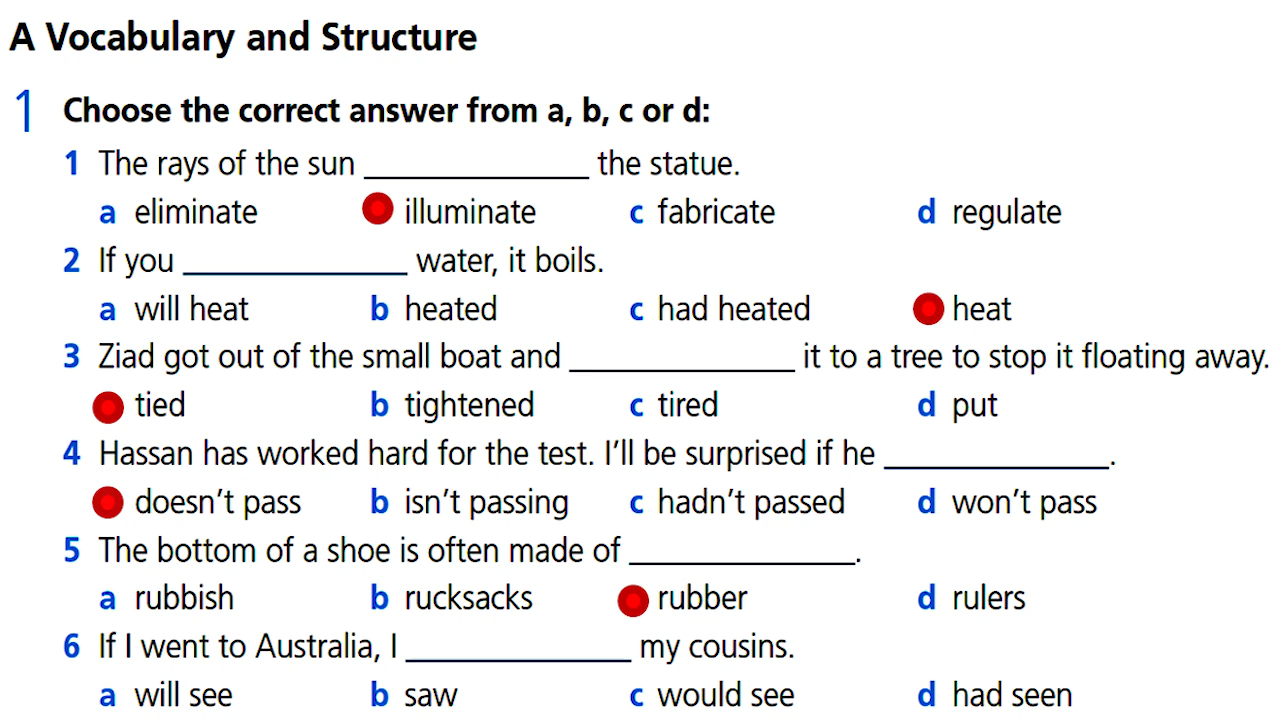 A Vocabulary and Structure
1 Choose the correct answer from a, b, c or d:
1 The rays of the sun ______________ the statue.
a eliminate illuminate c fabricate d regulate
2 If you ______________ water, it boils.
a will heat b heated c had heated heat
3 Ziad got out of the small boat and ______________ it to a tree to stop it floating away.
tied b tightened c tired d put
4 Hassan has worked hard for the test. I'll be surprised if he ______________.
doesn't pass b isn't passing c hadn't passed d won't pass
5 The bottom of a shoe is often made of ______________.
a rubbish b rucksacks rubber d rulers
6 If I went to Australia, I ______________ my cousins.
a will see b saw c would see d had seen